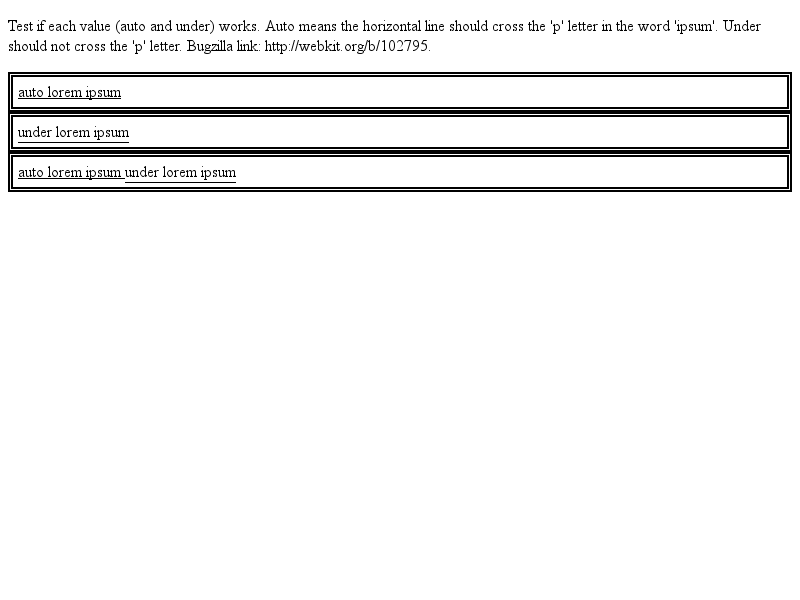 Test if each value (auto and under) works. Auto means the horizontal line should cross the 'p' letter in the word 'ipsum'. Under
should not cross the 'p' letter. Bugzilla link: http://webkit.org/b/102795.
auto lorem ipsum
under lorem ipsum
auto lorem ipsum under lorem ipsum